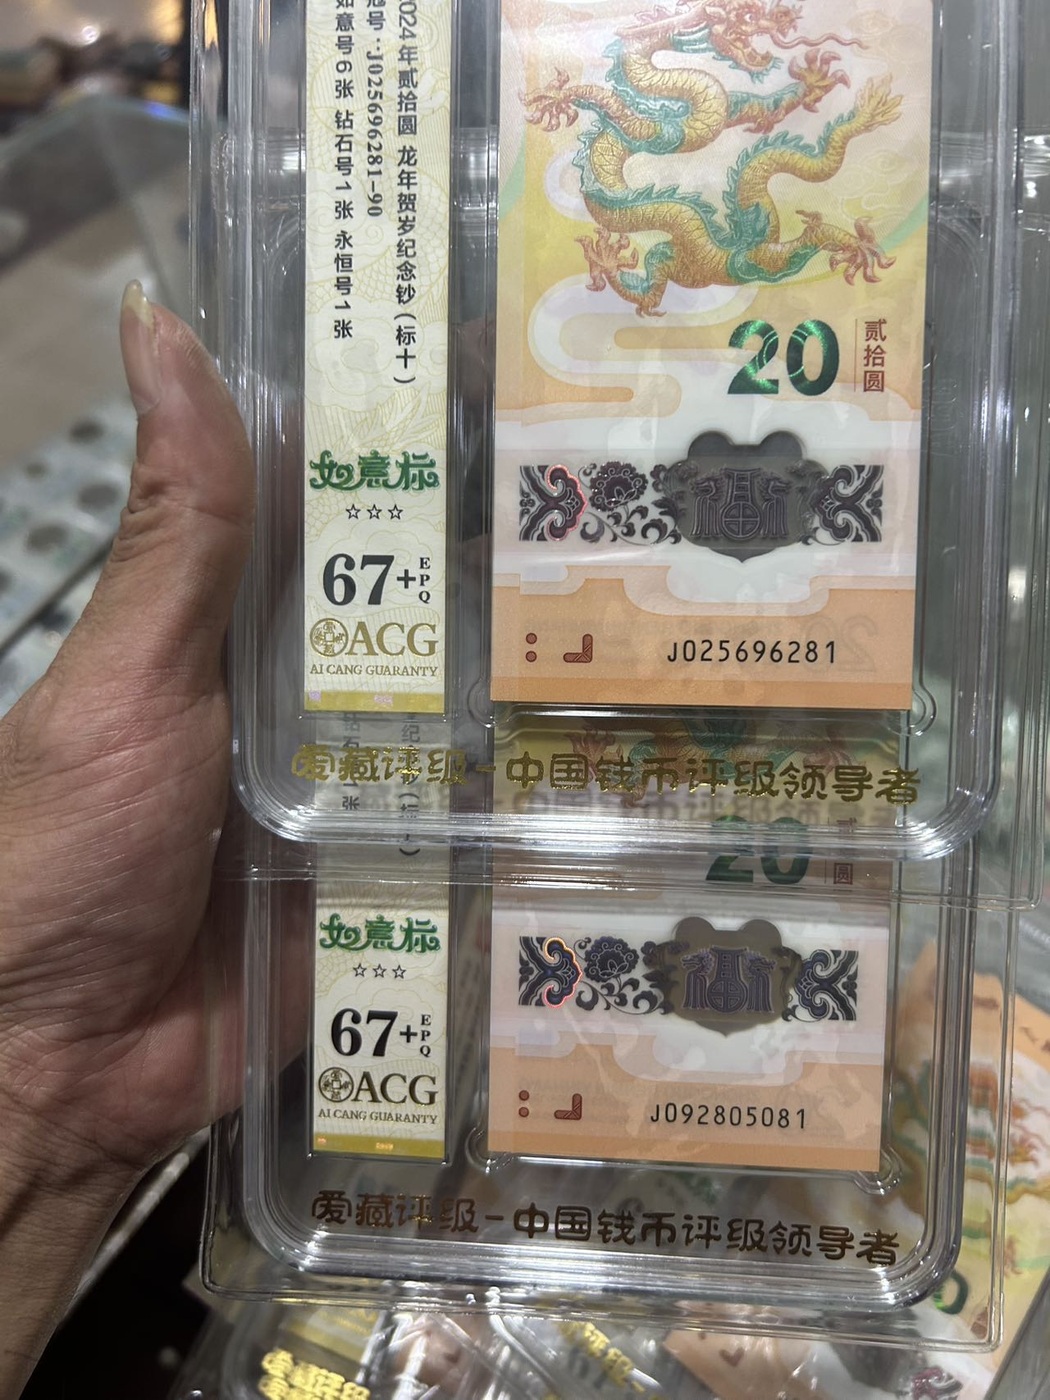 2024年贰拾圆 龙年贺岁纪念钞(标十)
冠号:J025696281-90
如意号6张 钻石号1张 永恒号1张
如意标
☆☆☆
67+EPQ
ACG
AI CANG GUARANTY
20
贰拾圆
J025696281
爱藏评级-中国钱币评级领导者
20
圆
如意标
☆☆☆
67+EPQ
ACG
AI CANG GUARANTY
J092805081
爱藏评级-中国钱币评级领导者